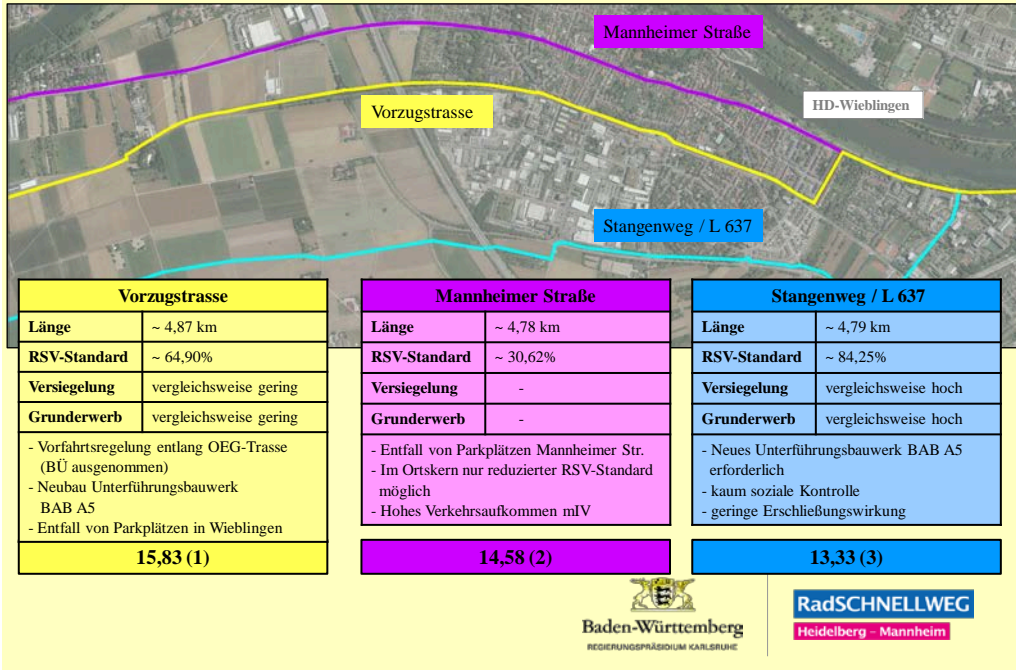 Mannheimer Straße
HD-Wieblingen
Vorzugstrasse
Stangenweg / L 637
Vorzugstrasse
Länge ~ 4,87 km
RSV-Standard ~ 64,90%
Versiegelung vergleichsweise gering
Grunderwerb vergleichsweise gering
- Vorfahrtsregelung entlang OEG-Trasse
(BÜ ausgenommen)
- Neubau Unterführungsbauwerk
BAB A5
- Entfall von Parkplätzen in Wieblingen
15,83 (1)
Mannheimer Straße
Länge ~ 4,78 km
RSV-Standard ~ 30,62%
Versiegelung -
Grunderwerb -
- Entfall von Parkplätzen Mannheimer Str.
- Im Ortskern nur reduzierter RSV-Standard
möglich
- Hohes Verkehrsaufkommen mIV
14,58 (2)
Stangenweg / L 637
Länge ~ 4,79 km
RSV-Standard ~ 84,25%
Versiegelung vergleichsweise hoch
Grunderwerb vergleichsweise hoch
- Neues Unterführungsbauwerk BAB A5
erforderlich
- kaum soziale Kontrolle
- geringe Erschließungswirkung
13,33 (3)
Baden-Württemberg
REGIERUNGSPRÄSIDIUM KARLSRUHE
RadSCHNELLWEG
Heidelberg – Mannheim